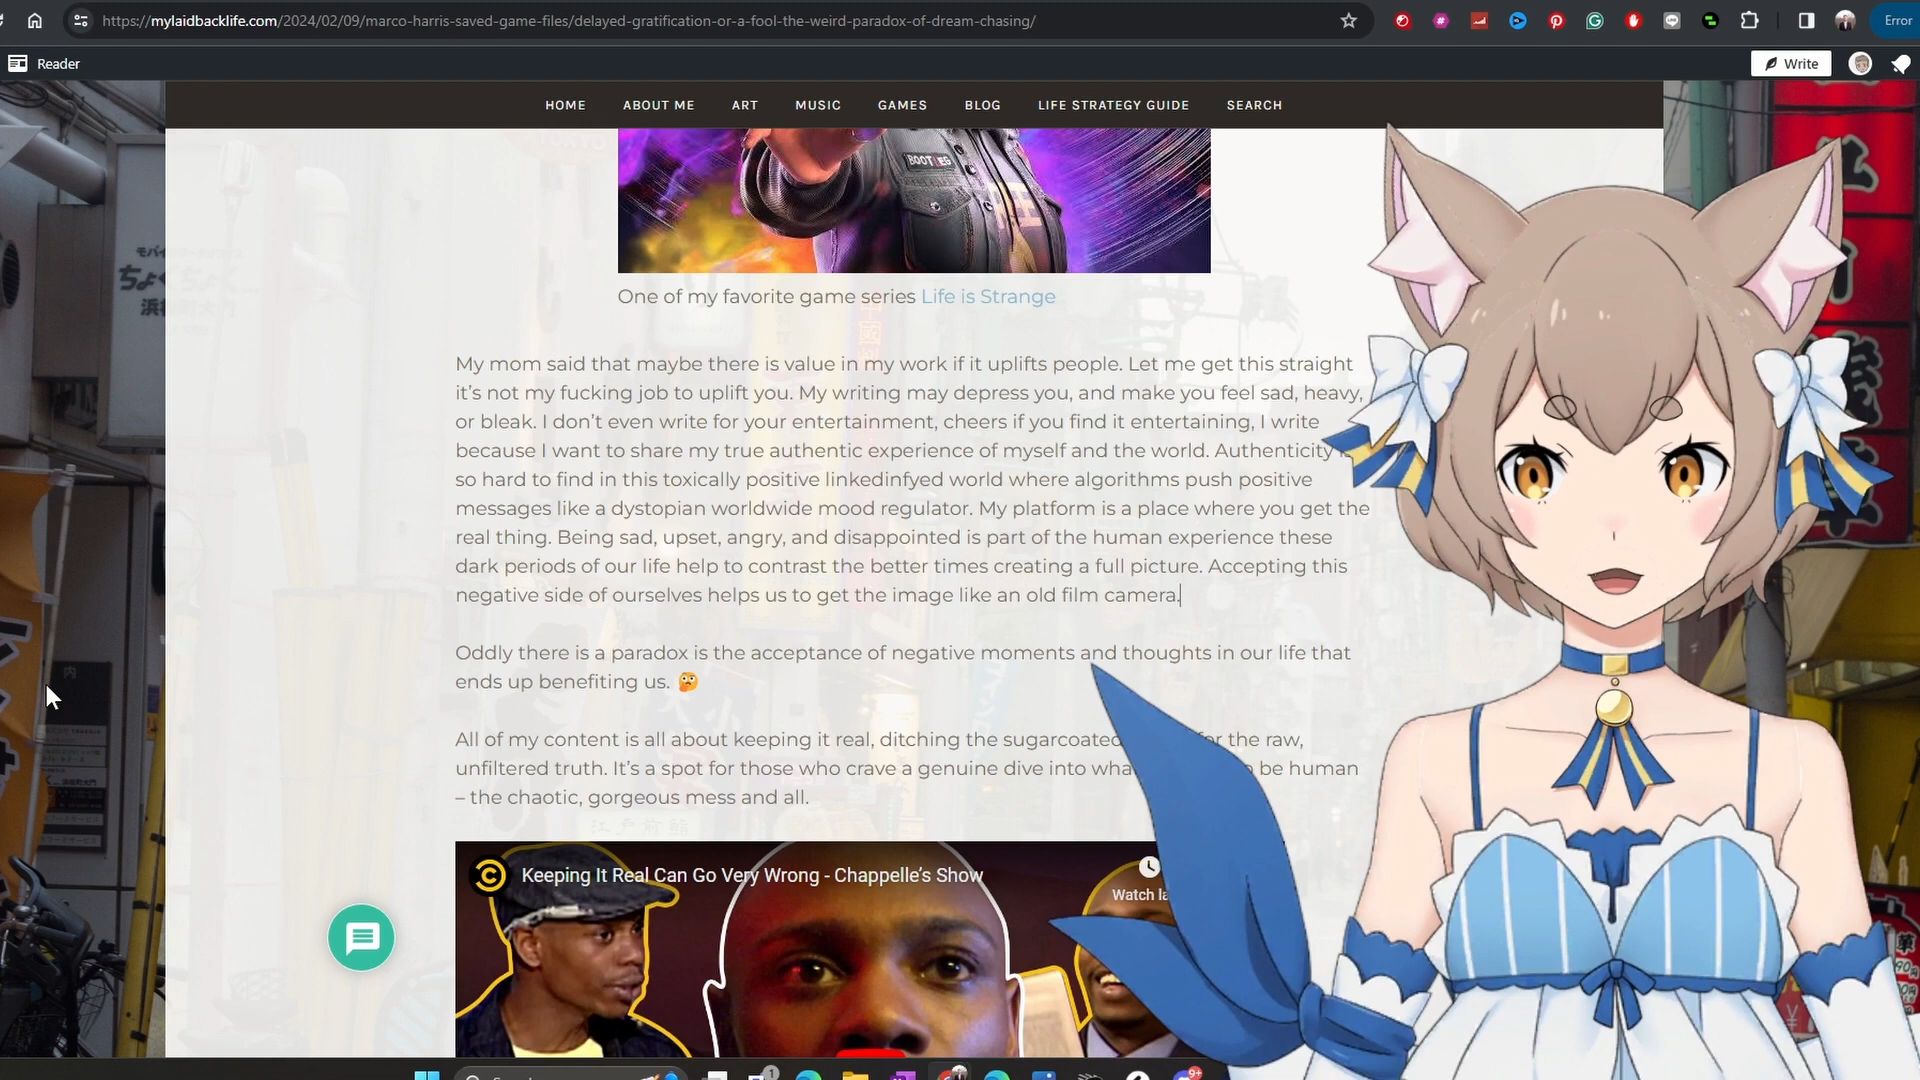 https://mylaidbacklife.com/2024/02/09/marco-harris-saved-game-files/delayed-gratification-or-a-fool-the-weird-paradox-of-dream-chasing/
Error
Reader
Write
HOME ABOUT ME ART MUSIC GAMES BLOG LIFE STRATEGY GUIDE SEARCH
BOOTLEG
One of my favorite game series Life is Strange
My mom said that maybe there is value in my work if it uplifts people. Let me get this straight
it's not my fucking job to uplift you. My writing may depress you, and make you feel sad, heavy,
or bleak. I don't even write for your entertainment, cheers if you find it entertaining, I write
because I want to share my true authentic experience of myself and the world. Authenticity
so hard to find in this toxically positive linkedinfyed world where algorithms push positive
messages like a dystopian worldwide mood regulator. My platform is a place where you get the
real thing. Being sad, upset, angry, and disappointed is part of the human experience these
dark periods of our life help to contrast the better times creating a full picture. Accepting this
negative side of ourselves helps us to get the image like an old film camera.
Oddly there is a paradox is the acceptance of negative moments and thoughts in our life that
ends up benefiting us. 🤔
All of my content is all about keeping it real, ditching the sugarcoated for the raw,
unfiltered truth. It's a spot for those who crave a genuine dive into be human
– the chaotic, gorgeous mess and all.
Keeping It Real Can Go Very Wrong - Chappelle's Show
Watch
1
9+
ちょくちょく
内